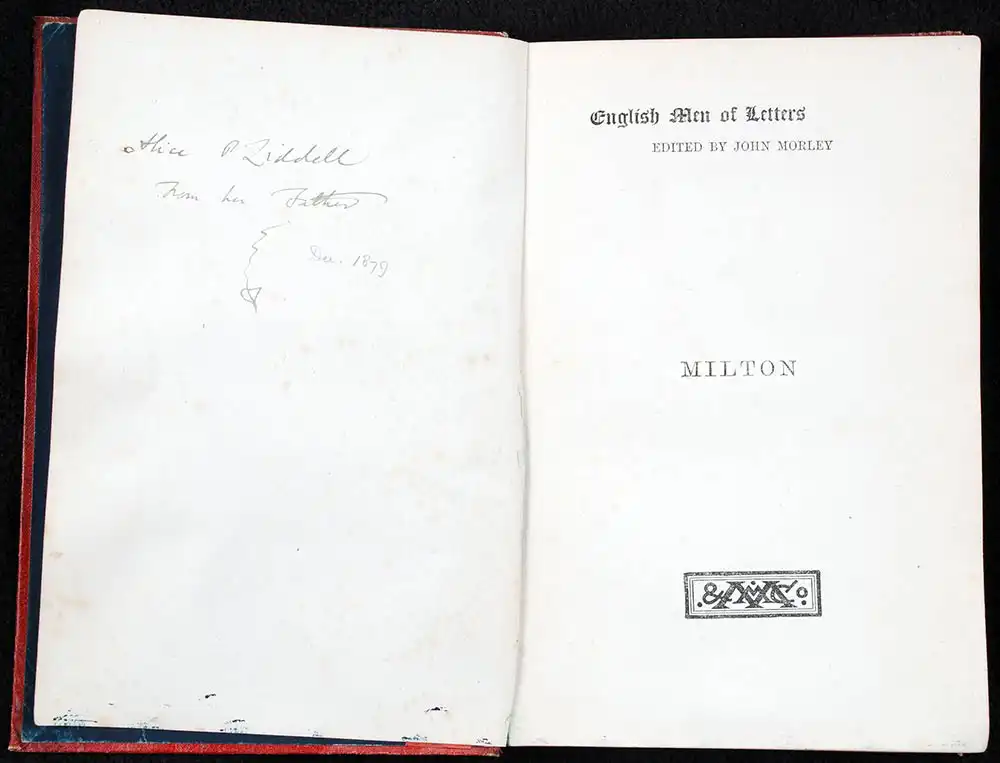 Alice P Liddell
From her Father
Dec. 1879
English Men of Letters
EDITED BY JOHN MORLEY
MILTON